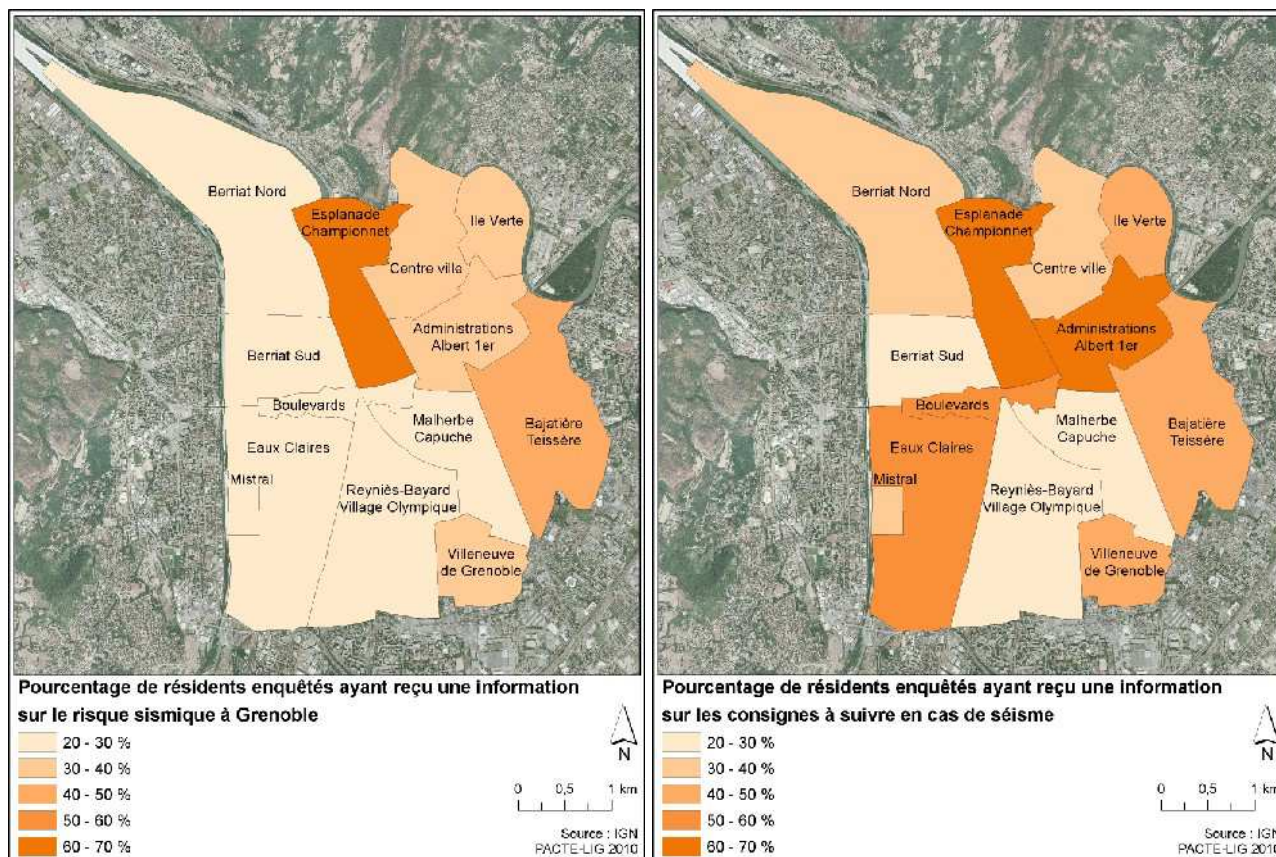 Berriat Nord
Esplanade
Championnet
Ile Verte
Centre ville
Administrations
Albert 1er
Berriat Sud
Boulevards
Malherbe
Capuche
Bajatière
Teissère
Eaux Claires
Mistral
Reyniès-Bayard
Village Olympique
Villeneuve
de Grenoble
Pourcentage de résidents enquêtés ayant reçu une information
sur le risque sismique à Grenoble
20 - 30 %
30 - 40 %
40 - 50 %
50 - 60 %
60 - 70 %
N
0 0,5 1 km
Source : IGN
PACTE-LIG 2010
Berriat Nord
Esplanade
Championnet
Ile Verte
Centre ville
Administrations
Albert 1er
Berriat Sud
Boulevards
Malherbe
Capuche
Bajatière
Teissère
Eaux Claires
Mistral
Reyniès-Bayard
Village Olympique
Villeneuve
de Grenoble
Pourcentage de résidents enquêtés ayant reçu une information
sur les consignes à suivre en cas de séisme
20 - 30 %
30 - 40 %
40 - 50 %
50 - 60 %
60 - 70 %
N
0 0,5 1 km
Source : IGN
PACTE-LIG 2010